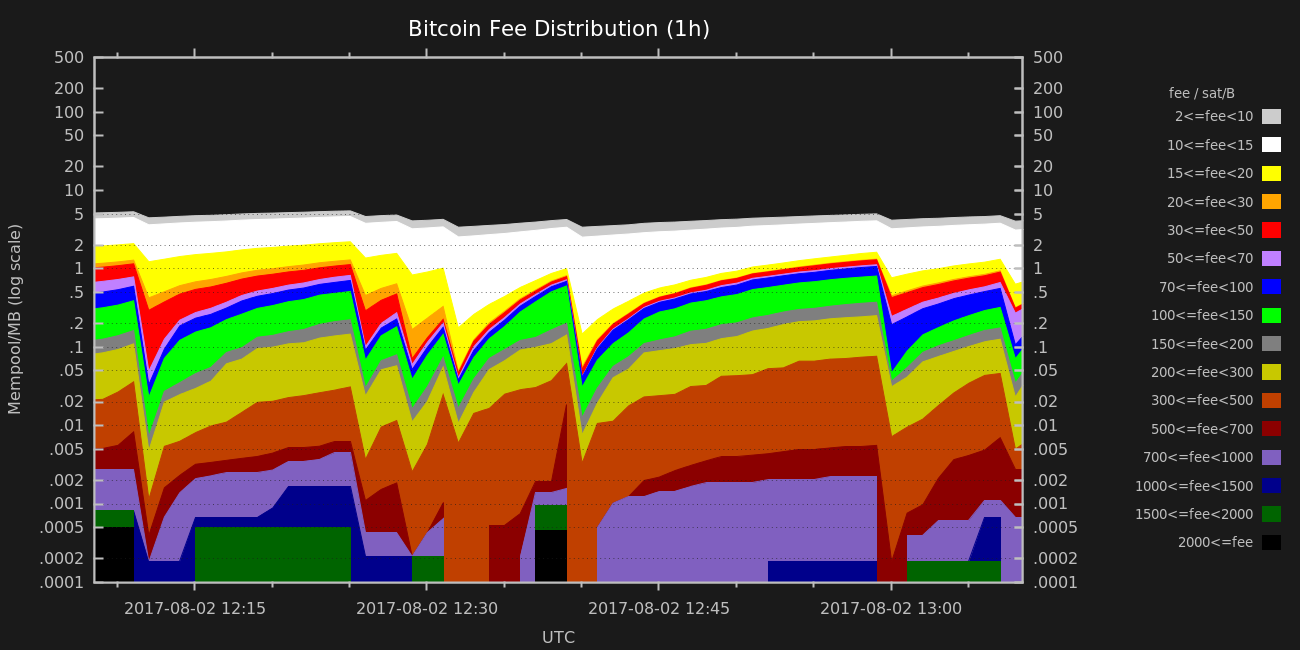 Bitcoin Fee Distribution (1h)
500 500
200 200
100 100
50 50
20 20
10 10
5 5
2 2
1 1
.5 .5
.2 .2
.1 .1
.05 .05
.02 .02
.01 .01
.005 .005
.002 .002
.001 .001
.0005 .0005
.0002 .0002
.0001 .0001
Mempool/MB (log scale)
2017-08-02 12:15 2017-08-02 12:30 2017-08-02 12:45 2017-08-02 13:00
UTC
fee / sat/B
2<=fee<10
10<=fee<15
15<=fee<20
20<=fee<30
30<=fee<50
50<=fee<70
70<=fee<100
100<=fee<150
150<=fee<200
200<=fee<300
300<=fee<500
500<=fee<700
700<=fee<1000
1000<=fee<1500
1500<=fee<2000
2000<=fee